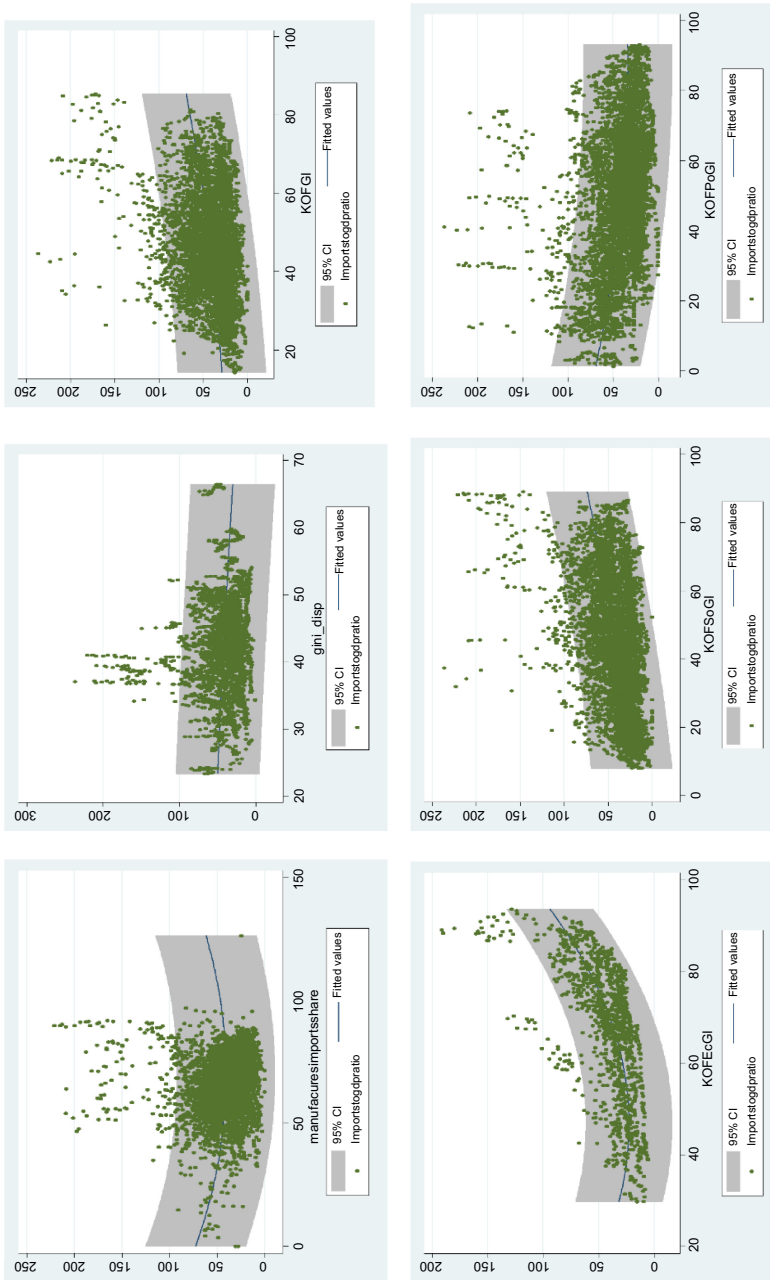 250
200
150
100
50
0
0 50 100 150
manufacuresimportsshare
95% CI Fitted values
Importstogdpratio
300
200
100
0
20 30 40 50 60 70
gini_disp
95% CI Fitted values
Importstogdpratio
250
200
150
100
50
0
20 40 60 80 100
KOFGI
95% CI Fitted values
Importstogdpratio
200
150
100
50
0
20 40 60 80 100
KOFEcGI
95% CI Fitted values
Importstogdpratio
250
200
150
100
50
0
0 20 40 60 80 100
KOFSoGI
95% CI Fitted values
Importstogdpratio
250
200
150
100
50
0
0 20 40 60 80 100
KOFPoGI
95% CI Fitted values
Importstogdpratio